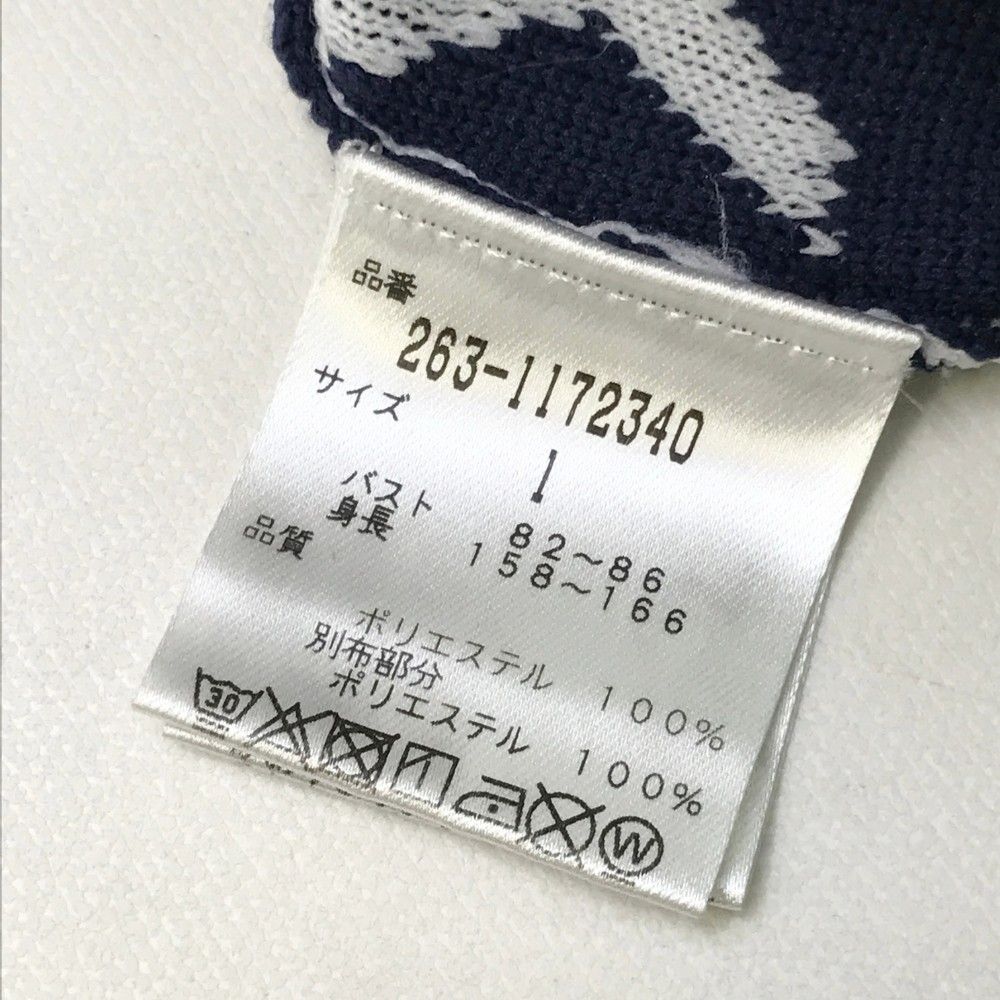 品番
263-1172340
サイズ
1
バスト 82～86
身長 158～166
品質
ポリエステル 100%
別布部分
ポリエステル 100%
30
W